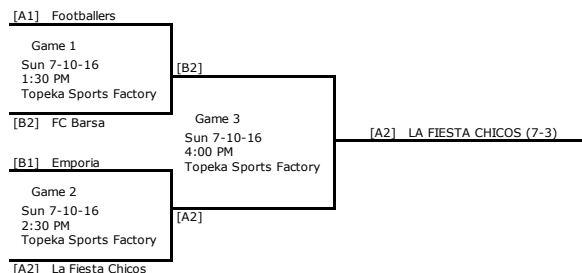 [A1] Footballers
Game 1
Sun 7-10-16
1:30 PM
Topeka Sports Factory
[B2] FC Barsa
[B2]
Game 3
Sun 7-10-16
4:00 PM
Topeka Sports Factory
[A2] LA FIESTA CHICOS (7-3)
[B1] Emporia
Game 2
Sun 7-10-16
2:30 PM
Topeka Sports Factory
[A2] La Fiesta Chicos
[A2]